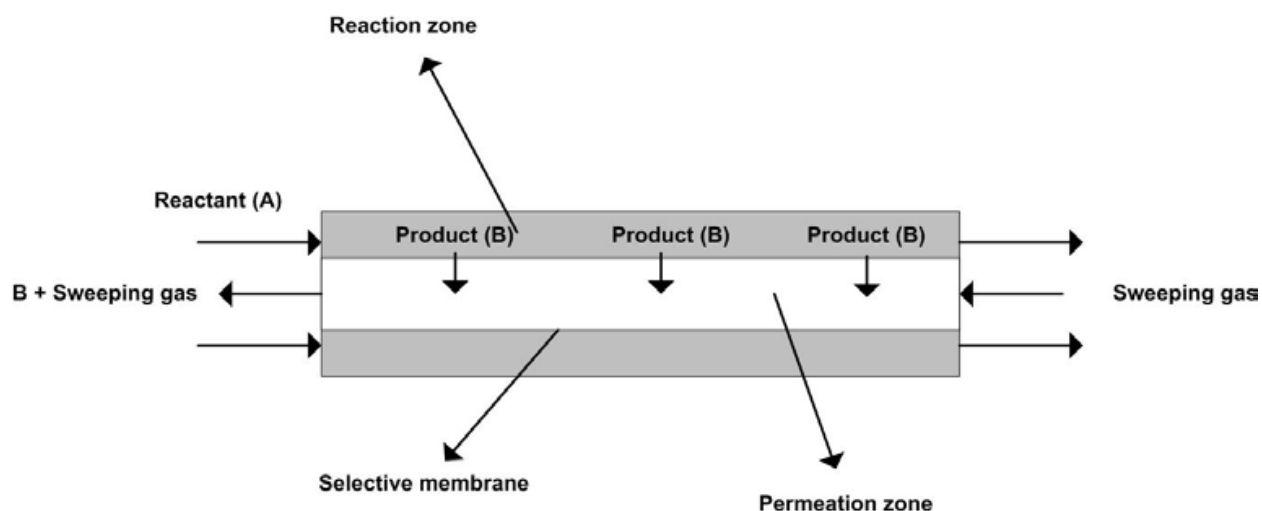 Reaction zone
Reactant (A)
Product (B) Product (B) Product (B)
B + Sweeping gas
Sweeping gas
Selective membrane
Permeation zone